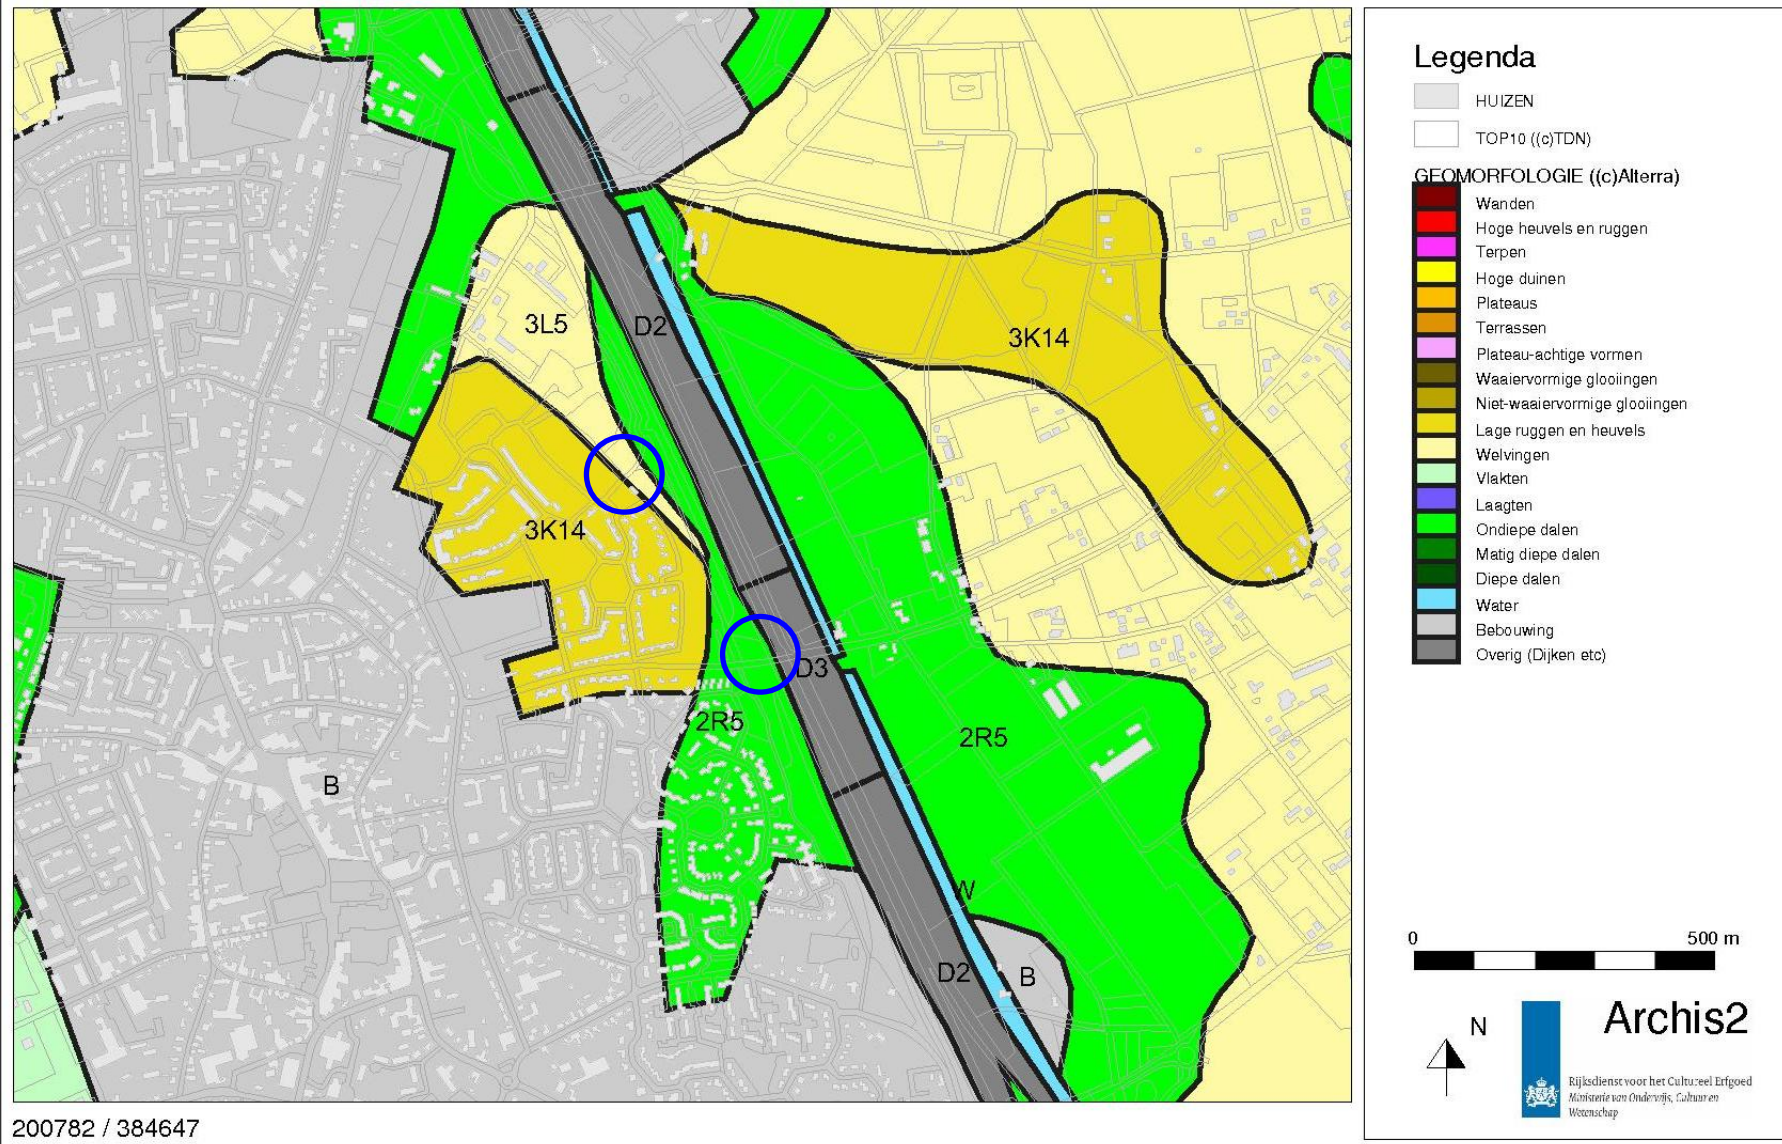 3L5
D2
3K14
3K14
D3
2R5
2R5
B
W
D2
B
200782 / 384647
Legenda
HUIZEN
TOP10 ((c)TDN)
GEOMORFOLOGIE ((c)Alterra)
Wanden
Hoge heuvels en ruggen
Terpen
Hoge duinen
Plateaus
Terrassen
Plateau-achtige vormen
Waaiervormige glooiingen
Niet-waaiervormige glooiingen
Lage ruggen en heuvels
Welvingen
Vlakten
Laagten
Ondiepe dalen
Matig diepe dalen
Diepe dalen
Water
Bebouwing
Overig (Dijken etc)
0 500 m
N
Archis2
Rijksdienst voor het Cultureel Erfgoed
Ministerie van Onderwijs, Cultuur en
Wetenschap